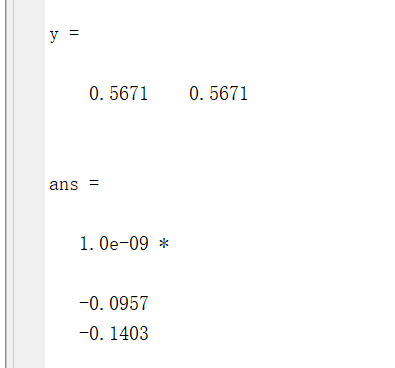 y =
0.5671    0.5671
ans =
1.0e-09 *
-0.0957
-0.1403